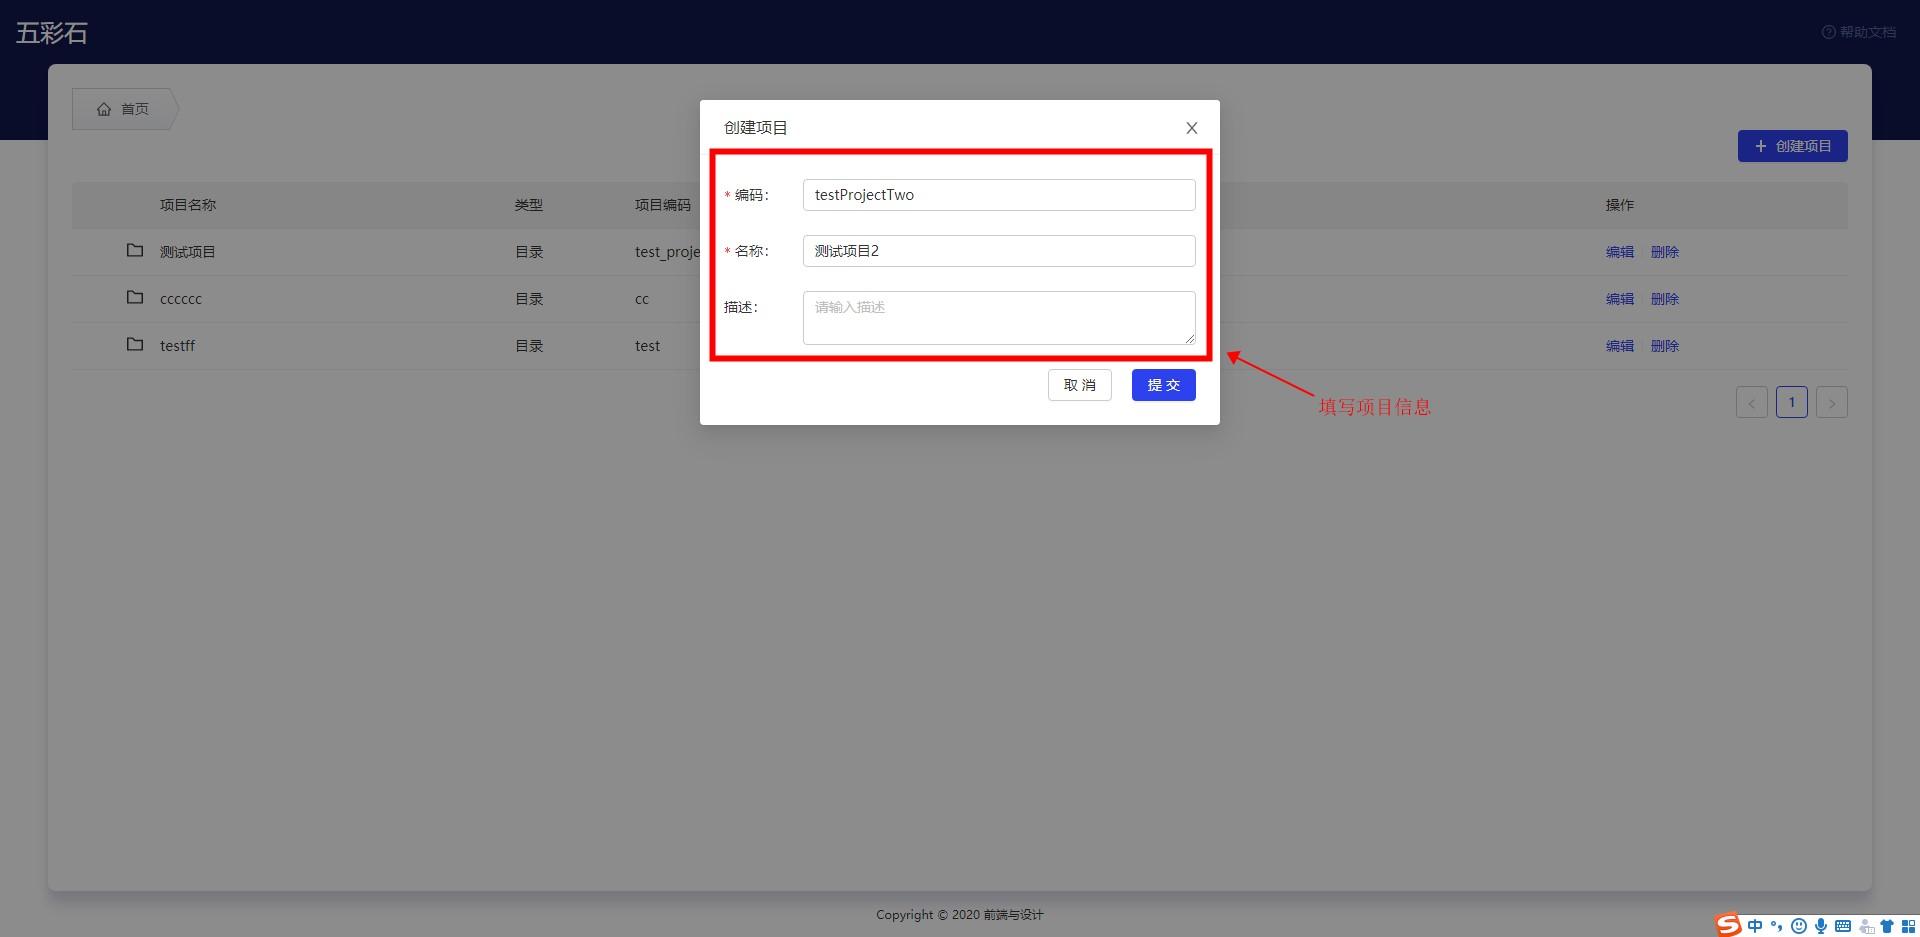 五彩石
帮助文档
首页
创建项目
创建项目
* 编码： testProjectTwo
* 名称： 测试项目2
描述： 请输入描述
取 消 提 交
填写项目信息
项目名称 类型 项目编码 操作
测试项目 目录 test_proje 编辑 删除
cccccc 目录 cc 编辑 删除
testff 目录 test 编辑 删除
1
Copyright © 2020 前端与设计
中